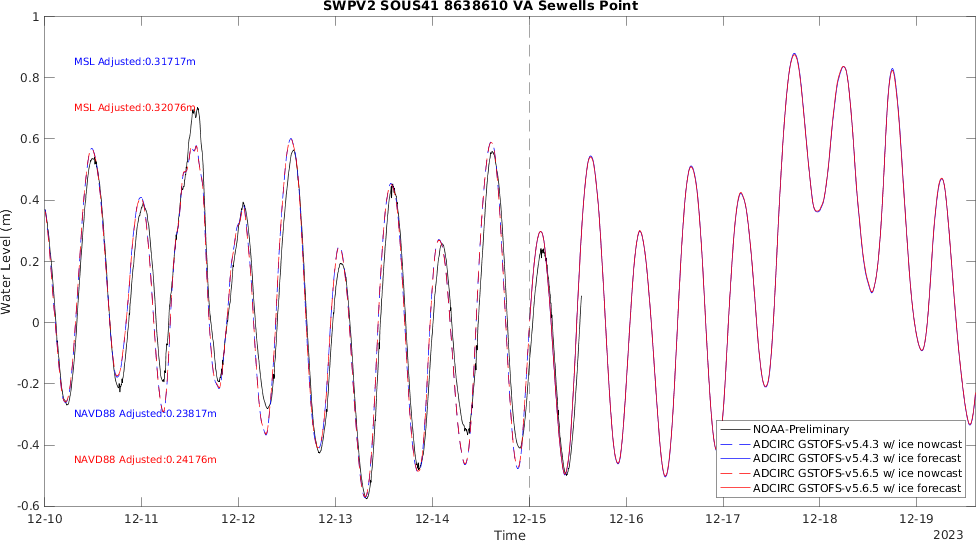 SWPV2 SOUS41 8638610 VA Sewells Point
1
0.8
0.6
0.4
0.2
0
-0.2
-0.4
-0.6
Water Level (m)
MSL Adjusted:0.31717m
MSL Adjusted:0.32076m
NAVD88 Adjusted:0.23817m
NAVD88 Adjusted:0.24176m
NOAA-Preliminary
ADCIRC GSTOFS-v5.4.3 w/ ice nowcast
ADCIRC GSTOFS-v5.4.3 w/ ice forecast
ADCIRC GSTOFS-v5.6.5 w/ ice nowcast
ADCIRC GSTOFS-v5.6.5 w/ ice forecast
12-10 12-11 12-12 12-13 12-14 12-15 12-16 12-17 12-18 12-19
Time
2023